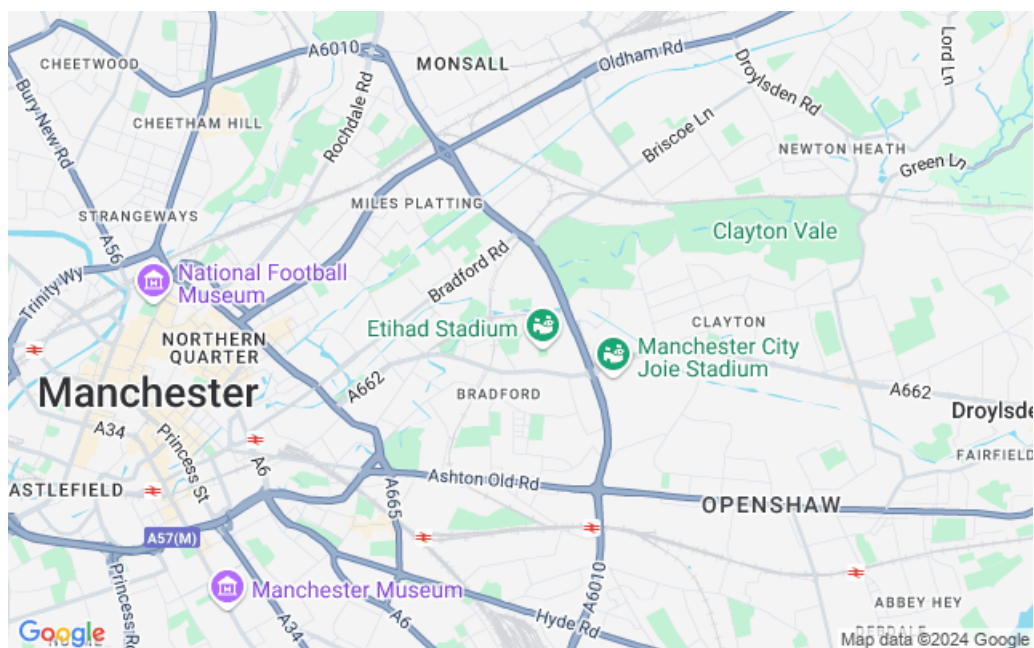 A6010
MONSALL
Oldham Rd
Lord Ln
CHEETWOOD
Droylsden Rd
Bury New Rd
Rochdale Rd
CHEETHAM HILL
Briscoe Ln
NEWTON HEATH
Green Ln
STRANGEWAYS
MILES PLATTING
A56
Clayton Vale
Trinity Wy
National Football
Museum
Bradford Rd
Etihad Stadium
CLAYTON
NORTHERN
QUARTER
Manchester City
Joie Stadium
Manchester
A662
BRADFORD
A662
Droylsde
A34
Princess St
A6
FAIRFIELD
ASTLEFIELD
Ashton Old Rd
A665
OPENSHAW
A57(M)
Princess Rd
Manchester Museum
A6010
ABBEY HEY
A34
A6
Hyde Rd
Google
Map data ©2024 Google